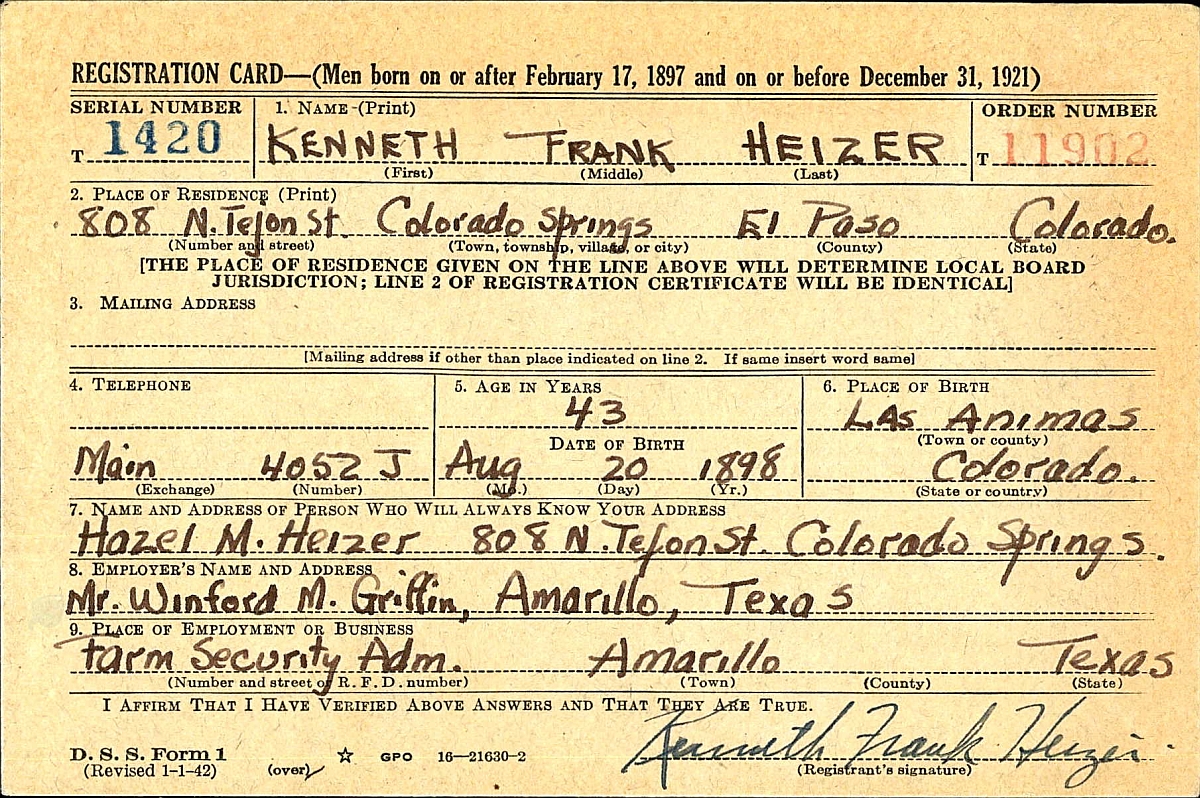 REGISTRATION CARD—(Men born on or after February 17, 1897 and on or before December 31, 1921)
SERIAL NUMBER 1. NAME (Print) ORDER NUMBER
T 1420 KENNETH FRANK HEIZER T 11902
(First) (Middle) (Last)
2. PLACE OF RESIDENCE (Print)
808 N. Tejon St. Colorado Springs El Paso Colorado.
(Number and street) (Town, township, village, or city) (County) (State)
[THE PLACE OF RESIDENCE GIVEN ON THE LINE ABOVE WILL DETERMINE LOCAL BOARD
JURISDICTION; LINE 2 OF REGISTRATION CERTIFICATE WILL BE IDENTICAL]
3. MAILING ADDRESS
[Mailing address if other than place indicated on line 2. If same insert word same]
4. TELEPHONE 5. AGE IN YEARS 6. PLACE OF BIRTH
43 LAS Animas
DATE OF BIRTH (Town or county)
Main 4052 J Aug 20 1898 Colorado.
(Exchange) (Number) (Mo.) (Day) (Yr.) (State or country)
7. NAME AND ADDRESS OF PERSON WHO WILL ALWAYS KNOW YOUR ADDRESS
Hazel M. Heizer 808 N. Tejon St. Colorado Springs.
8. EMPLOYER'S NAME AND ADDRESS
Mr. Winford M. Griffin, Amarillo, Texas
9. PLACE OF EMPLOYMENT OR BUSINESS
Farm Security Adm. Amarillo Texas
(Number and street or R. F. D. number) (Town) (County) (State)
I AFFIRM THAT I HAVE VERIFIED ABOVE ANSWERS AND THAT THEY ARE TRUE.
Kenneth Frank Heizer.
D. S. S. Form 1
(Revised 1-1-42) (over) ☆ GPO 16—21630-2 (Registrant's signature)